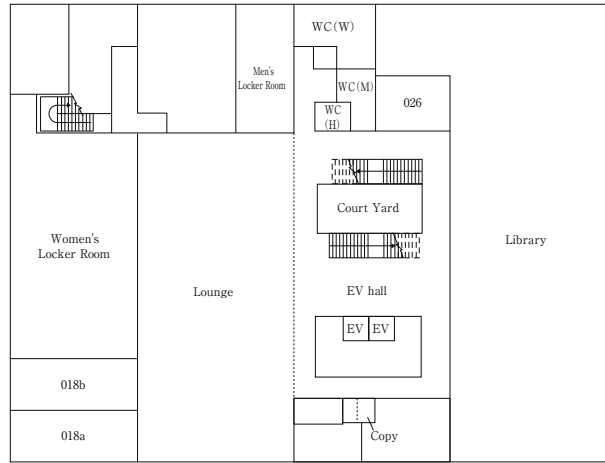 WC(W)
Men's
Locker Room
WC(M)
WC
(H)
026
Court Yard
Women's
Locker Room
Library
Lounge
EV hall
EV EV
018b
018a
Copy